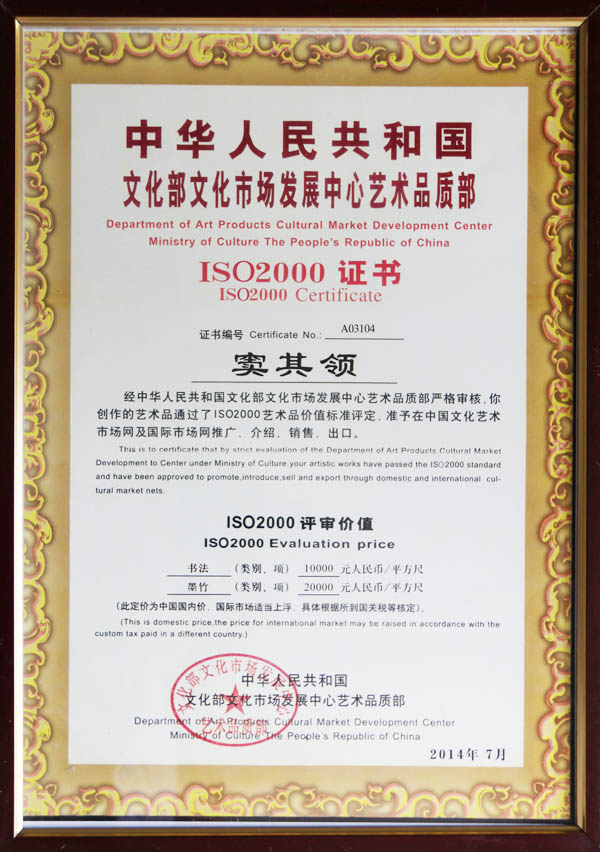 中华人民共和国
文化部文化市场发展中心艺术品质部
Department of Art Products Cultural Market Development Center
Ministry of Culture The People's Republic of China
ISO2000 证书
ISO2000 Certificate
证书编号 Certificate No.: A03104
窦其领
经中华人民共和国文化部文化市场发展中心艺术品质部严格审核,你
创作的艺术品通过了ISO2000艺术品价值标准评定,准予在中国文化艺术
市场网及国际市场网推广、介绍、销售、出口。
This is to certificate that by strict evaluation of the Department of Art Products,Cultural Market
Development to Center under Ministry of Culture,your artistic works have passed the ISO2000 standard
and have been approved to promote,introduce,sell and export through domestic and international cul-
tural market nets.
ISO2000 评审价值
ISO2000 Evaluation price
书法 (类别、项) 10000 元人民币/平方尺
墨竹 (类别、项) 20000 元人民币/平方尺
(此定价为中国国内价,国际市场适当上浮,具体根据所到国关税等核定)。
(This is domestic price,the price for international market may be raised in accordance with the
custom tax paid in a different country.)
中华人民共和国
文化部文化市场发展中心艺术品质部
Department of Art Products Cultural Market Development Center
Ministry of Culture The People's Republic of China
文化部文化市场发展中心
艺术品质部
2014年 7月